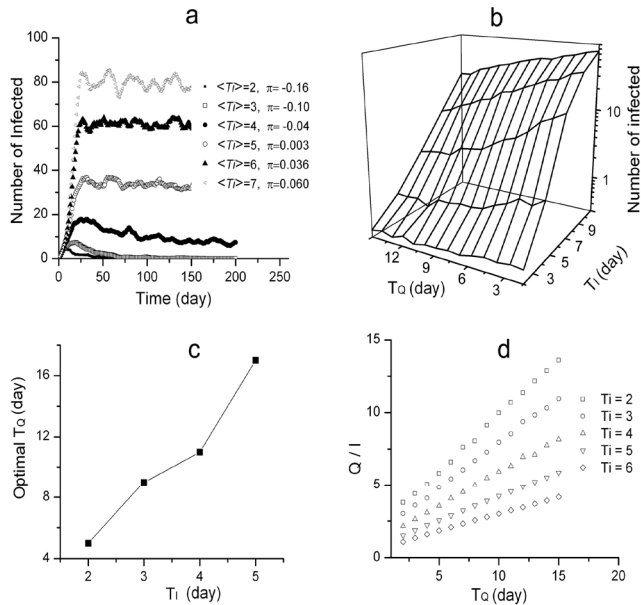 a
Number of Infected
100
80
60
40
20
0
0 50 100 150 200 250
Time (day)
<Ti>=2, π= -0.16
<Ti>=3, π= -0.10
<Ti>=4, π= -0.04
<Ti>=5, π=0.003
<Ti>=6, π=0.036
<Ti>=7, π=0.060
b
Number of infected
10
1
12 9 6 3
TQ (day)
3 5 7 9
TI (day)
c
Optimal TQ (day)
16
12
8
4
2 3 4 5
TI (day)
d
Q / I
15
10
5
0
5 10 15 20
TQ (day)
Ti = 2
Ti = 3
Ti = 4
Ti = 5
Ti = 6